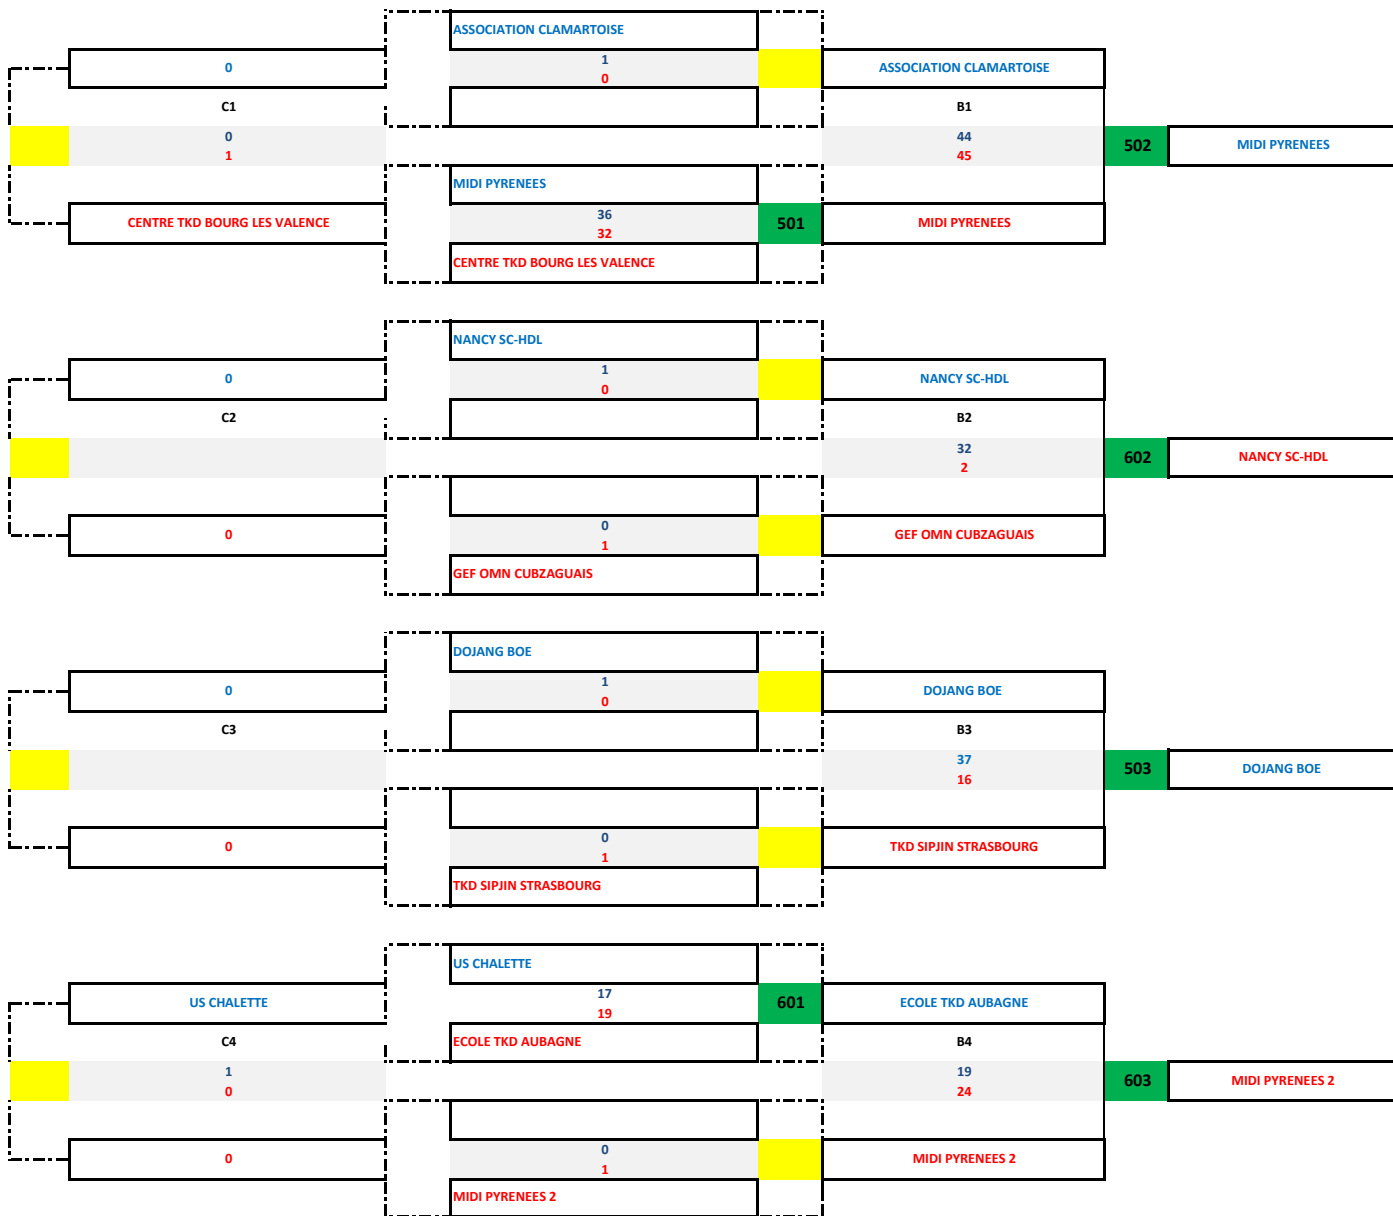 ASSOCIATION CLAMARTOISE
0
1
0
ASSOCIATION CLAMARTOISE
C1
B1
0
1
44
45
502
MIDI PYRENEES
MIDI PYRENEES
CENTRE TKD BOURG LES VALENCE
36
32
501
MIDI PYRENEES
CENTRE TKD BOURG LES VALENCE
NANCY SC-HDL
0
1
0
NANCY SC-HDL
C2
B2
32
2
602
NANCY SC-HDL
0
0
1
GEF OMN CUBZAGUAIS
GEF OMN CUBZAGUAIS
DOJANG BOE
0
1
0
DOJANG BOE
C3
B3
37
16
503
DOJANG BOE
0
0
1
TKD SIPJIN STRASBOURG
TKD SIPJIN STRASBOURG
US CHALETTE
US CHALETTE
17
19
601
ECOLE TKD AUBAGNE
C4
ECOLE TKD AUBAGNE
B4
1
0
19
24
603
MIDI PYRENEES 2
0
0
1
MIDI PYRENEES 2
MIDI PYRENEES 2